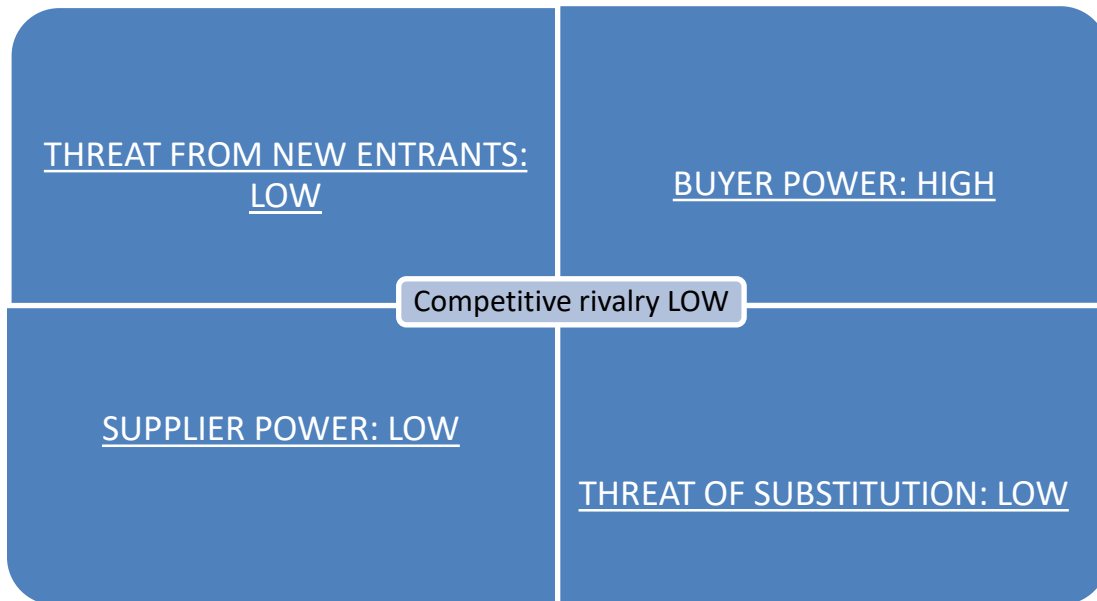 THREAT FROM NEW ENTRANTS:
LOW
BUYER POWER: HIGH
Competitive rivalry LOW
SUPPLIER POWER: LOW
THREAT OF SUBSTITUTION: LOW